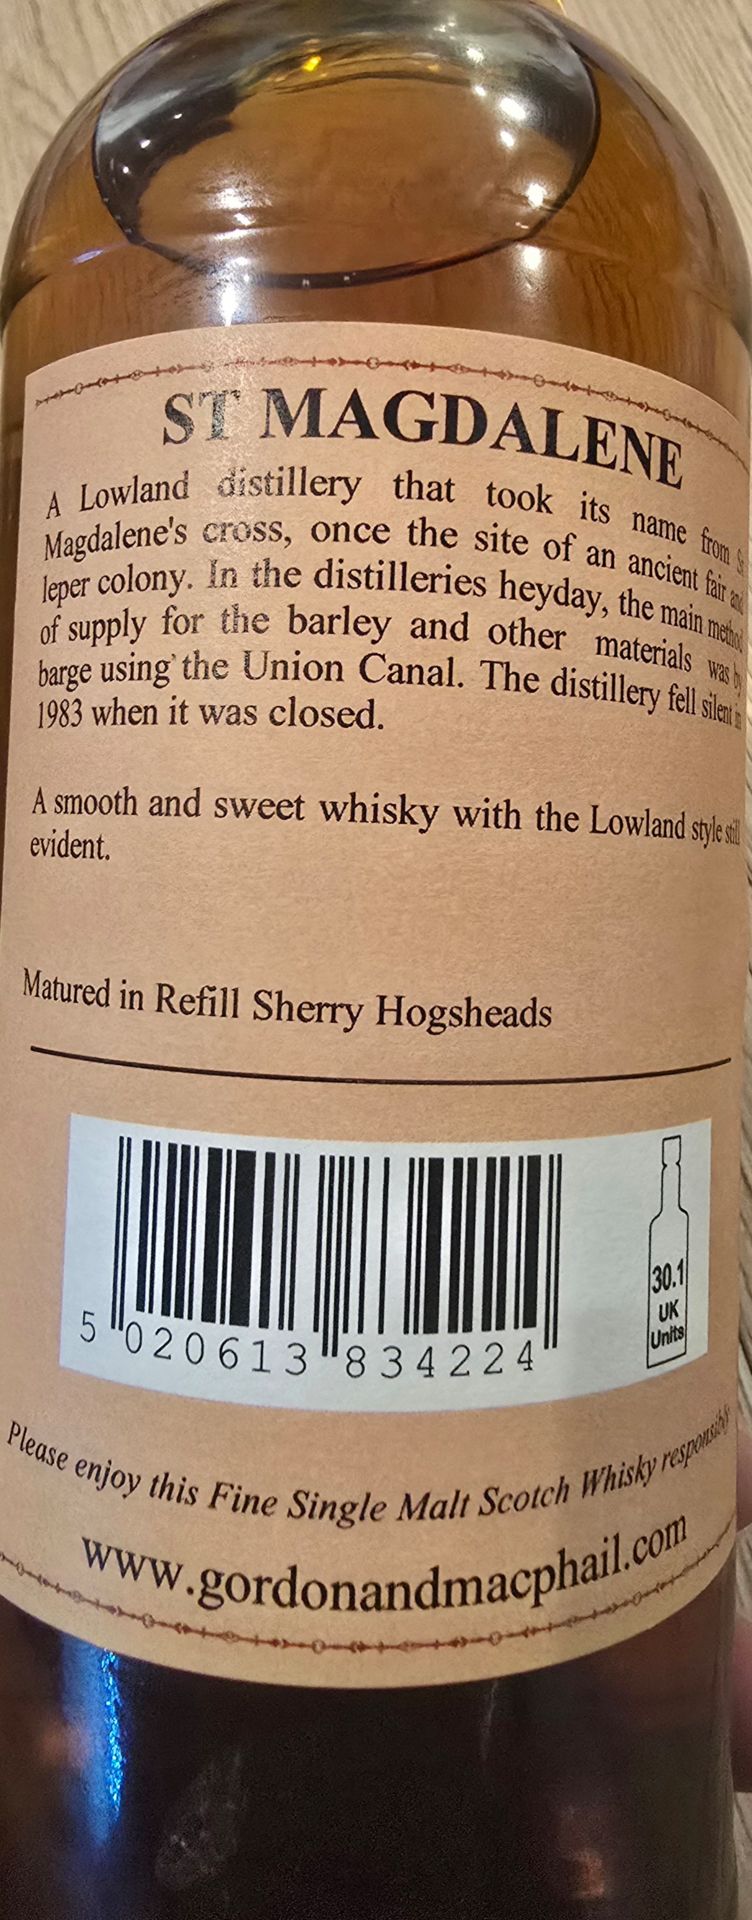 ST MAGDALENE
A Lowland distillery that took its name from St
Magdalene's cross, once the site of an ancient fair and
leper colony. In the distilleries heyday, the main method
of supply for the barley and other materials was by
barge using the Union Canal. The distillery fell silent in
1983 when it was closed.
A smooth and sweet whisky with the Lowland style still
evident.
Matured in Refill Sherry Hogsheads
30.1
UK
Units
5 020613 834224
Please enjoy this Fine Single Malt Scotch Whisky responsibly
www.gordonandmacphail.com